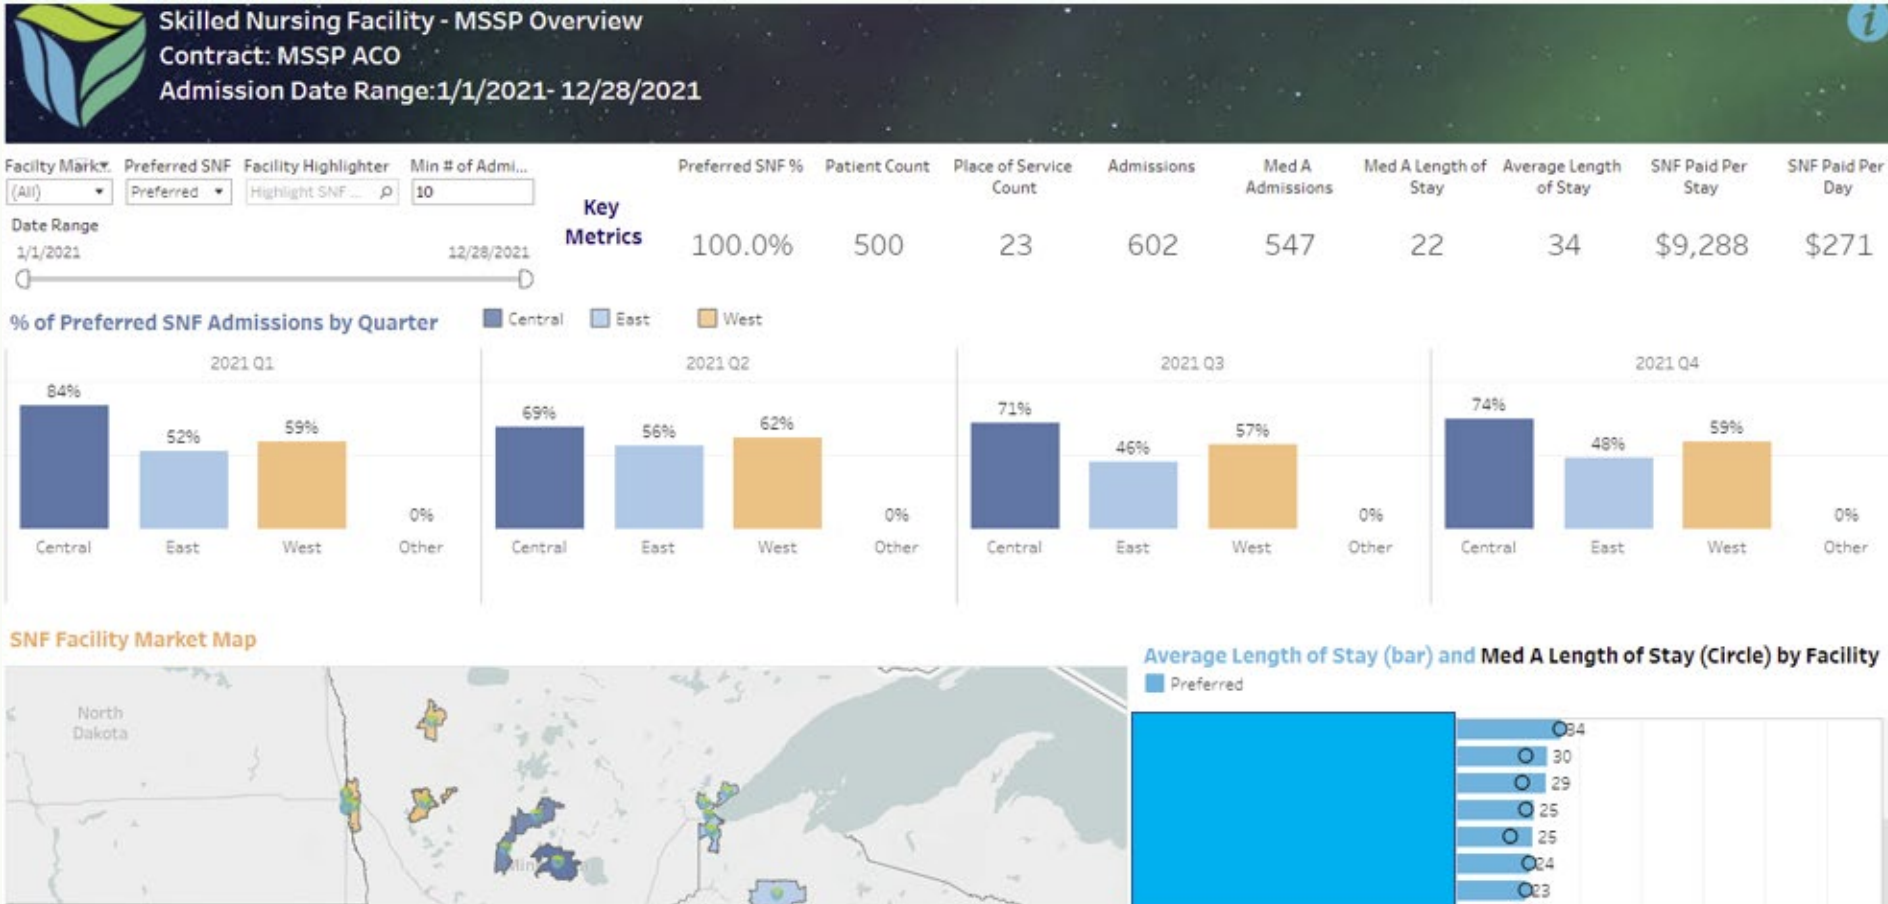 Skilled Nursing Facility - MSSP Overview
Contract: MSSP ACO
Admission Date Range:1/1/2021- 12/28/2021
i
Facilty Mark..
Preferred SNF
Facility Highlighter
Min # of Admi...
(All)
Preferred
Highlight SNF ...
10
Date Range
1/1/2021
12/28/2021
Key
Metrics
Preferred SNF %
Patient Count
Place of Service
Count
Admissions
Med A
Admissions
Med A Length of
Stay
Average Length
of Stay
SNF Paid Per
Stay
SNF Paid Per
Day
100.0%
500
23
602
547
22
34
$9,288
$271
% of Preferred SNF Admissions by Quarter
Central
East
West
2021 Q1
2021 Q2
2021 Q3
2021 Q4
84%
52%
59%
0%
69%
56%
62%
0%
71%
46%
57%
0%
74%
48%
59%
0%
Central
East
West
Other
Central
East
West
Other
Central
East
West
Other
Central
East
West
Other
SNF Facility Market Map
North
Dakota
Average Length of Stay (bar) and Med A Length of Stay (Circle) by Facility
Preferred
34
30
29
25
25
24
23